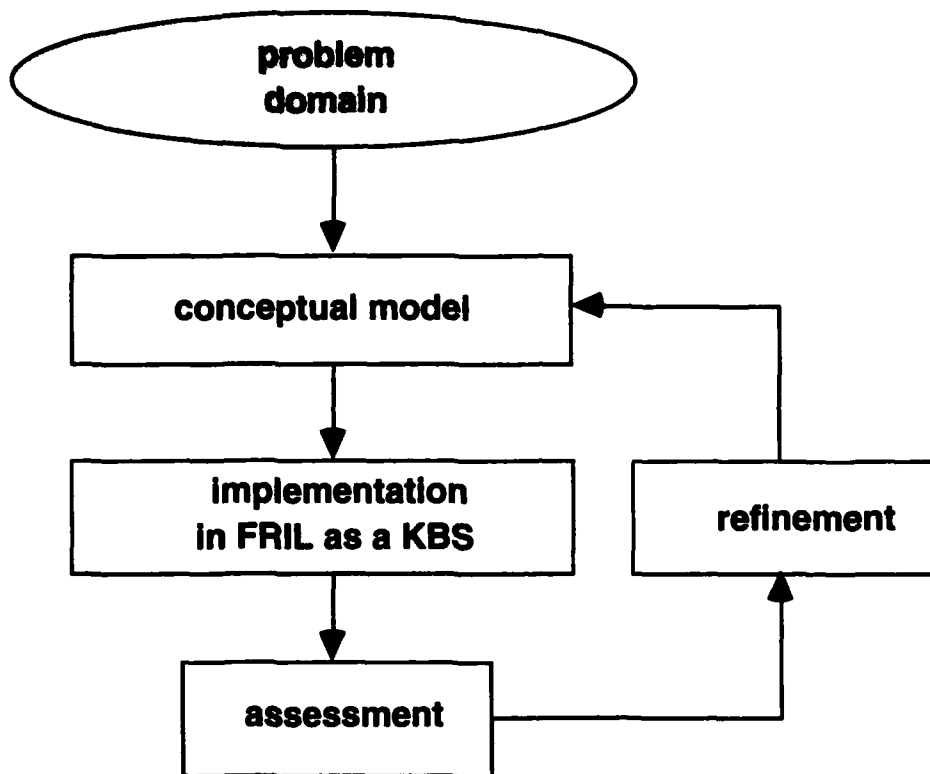 problem
domain
conceptual model
implementation
in FRIL as a KBS
refinement
assessment